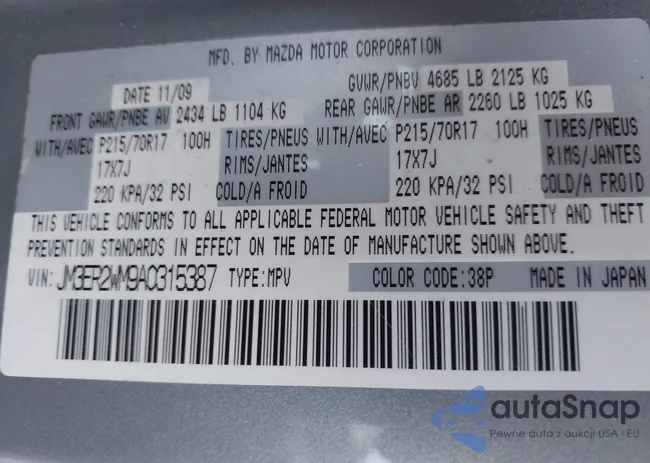 MFD. BY MAZDA MOTOR CORPORATION
DATE 11/09 GVWR/PNBV 4685 LB 2125 KG
FRONT GAWR/PNBE AV 2434 LB 1104 KG REAR GAWR/PNBE AR 2260 LB 1025 KG
WITH/AVEC P215/70R17 100H TIRES/PNEUS WITH/AVEC P215/70R17 100H TIRES/PNEUS
17X7J RIMS/JANTES 17X7J RIMS/JANTES
220 KPA/32 PSI COLD/A FROID 220 KPA/32 PSI COLD/A FROID
THIS VEHICLE CONFORMS TO ALL APPLICABLE FEDERAL MOTOR VEHICLE SAFETY AND THEFT
PREVENTION STANDARDS IN EFFECT ON THE DATE OF MANUFACTURE SHOWN ABOVE.
VIN: JM3ER2WM9A0315387 TYPE:MPV COLOR CODE:38P MADE IN JAPAN
autaSnap
Pewne auta z aukcji USA i EU